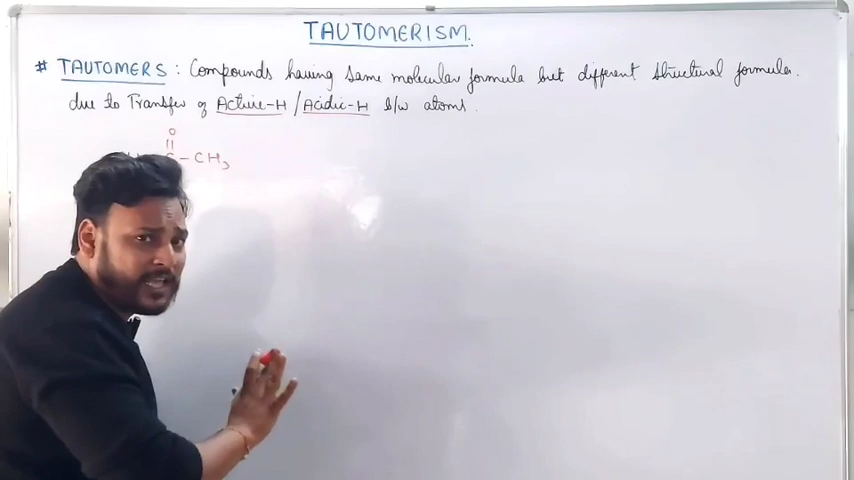 TAUTOMERISM.
# TAUTOMERS : Compounds having same molecular formula but different structural formula.
due to Transfer of Active-H / Acidic-H b/w atoms.
O
||
C - CH3